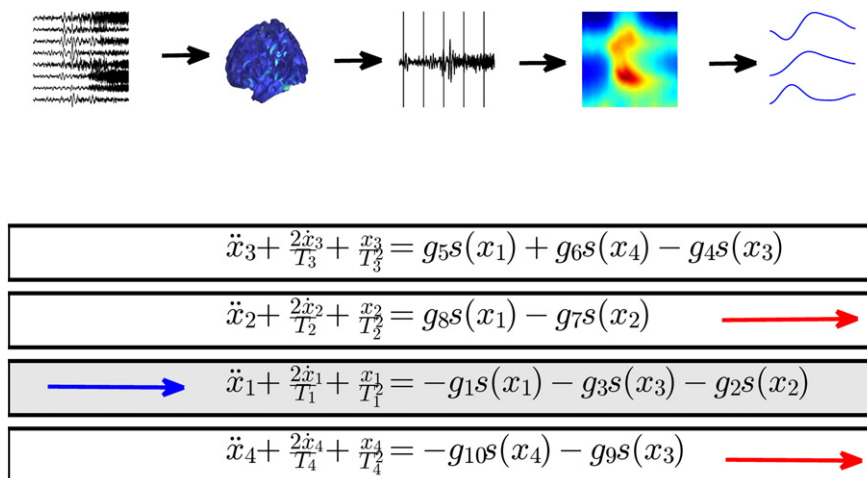 ẍ₃ + 2ẋ₃/T₃ + x₃/T₃² = g₅s(x₁) + g₆s(x₄) − g₄s(x₃)
ẍ₂ + 2ẋ₂/T₂ + x₂/T₂² = g₈s(x₁) − g₇s(x₂)
ẍ₁ + 2ẋ₁/T₁ + x₁/T₁² = −g₁s(x₁) − g₃s(x₃) − g₂s(x₂)
ẍ₄ + 2ẋ₄/T₄ + x₄/T₄² = −g₁₀s(x₄) − g₉s(x₃)